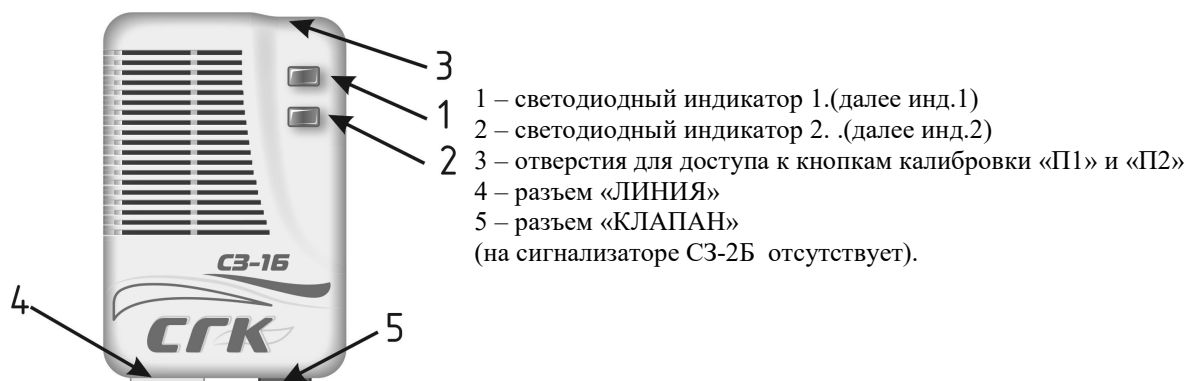 3
1
2
1 – светодиодный индикатор 1.(далее инд.1)
2 – светодиодный индикатор 2. .(далее инд.2)
3 – отверстия для доступа к кнопкам калибровки «П1» и «П2»
4 – разъем «ЛИНИЯ»
5 – разъем «КЛАПАН»
(на сигнализаторе СЗ-2Б отсутствует).
СЗ-1Б
СГК
4
5